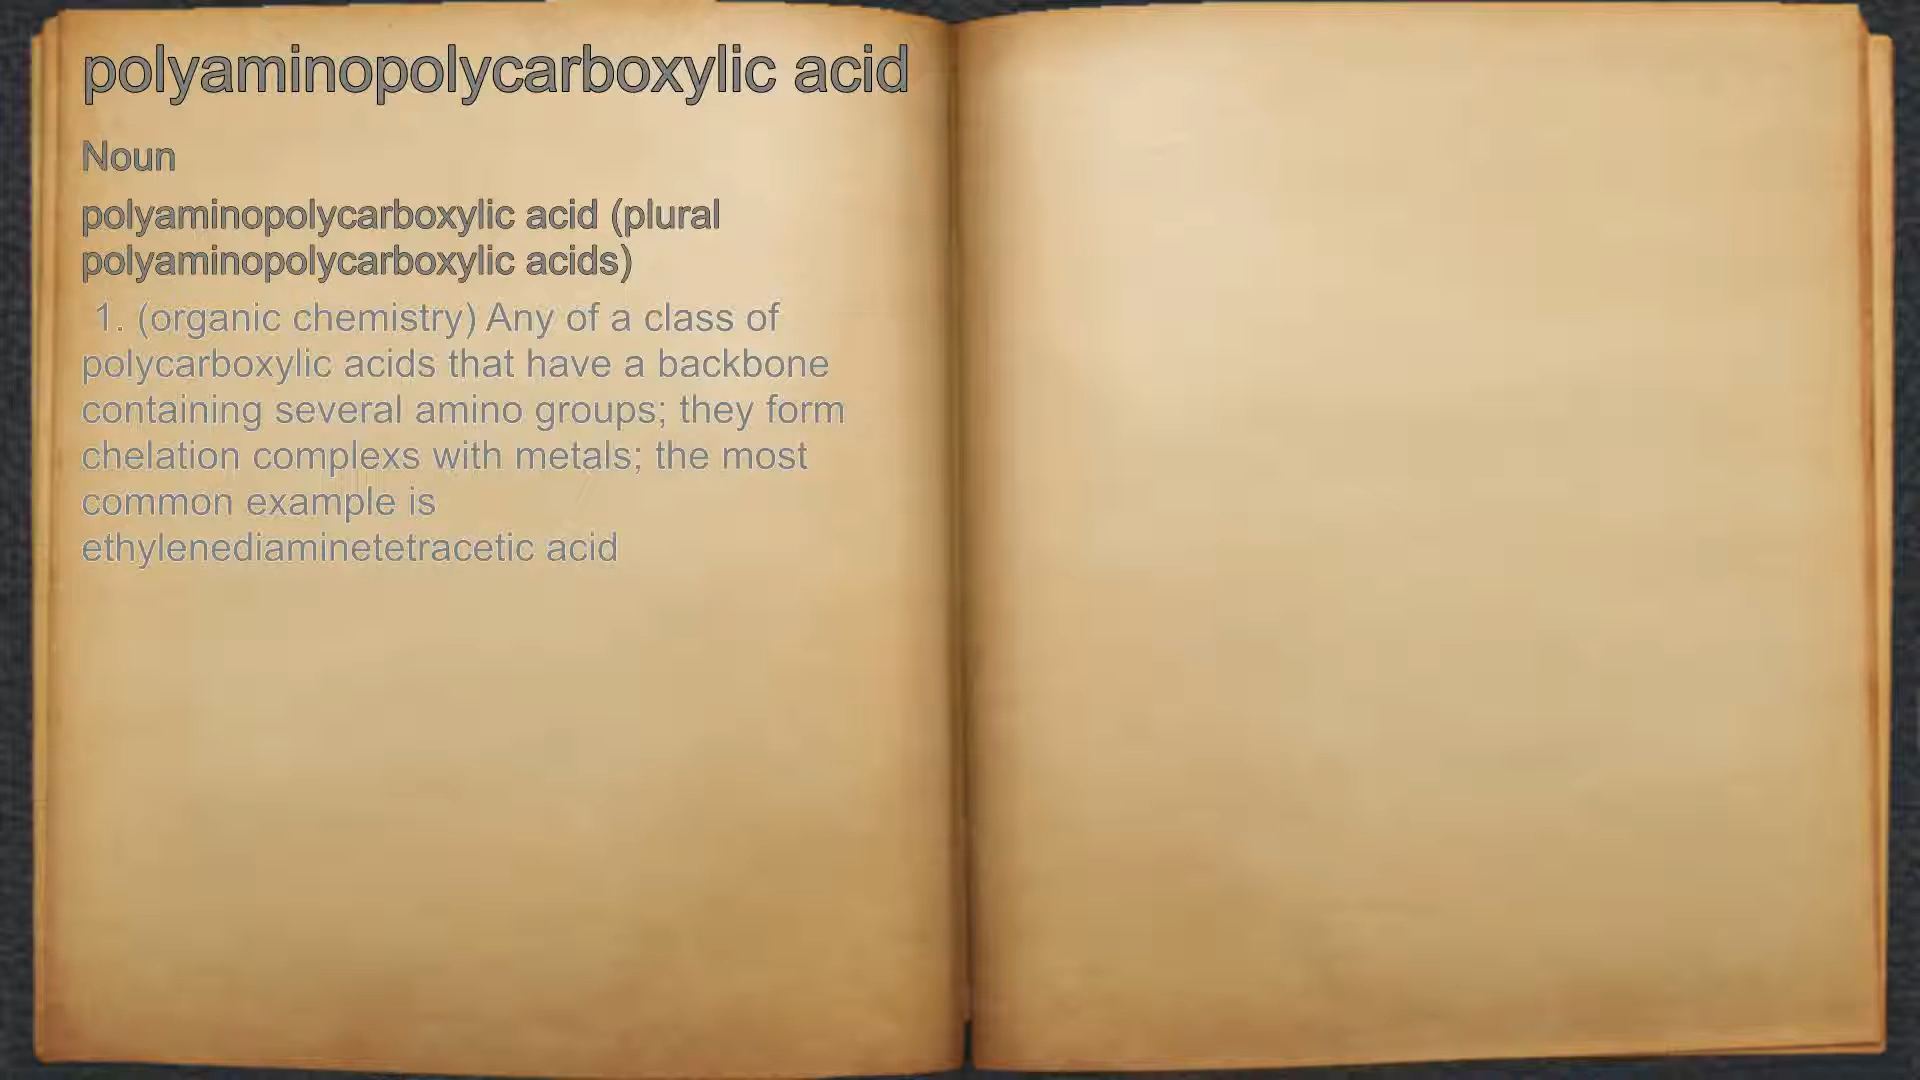 polyaminopolycarboxylic acid
Noun
polyaminopolycarboxylic acid (plural
polyaminopolycarboxylic acids)
1. (organic chemistry) Any of a class of
polycarboxylic acids that have a backbone
containing several amino groups; they form
chelation complexs with metals; the most
common example is
ethylenediaminetetracetic acid